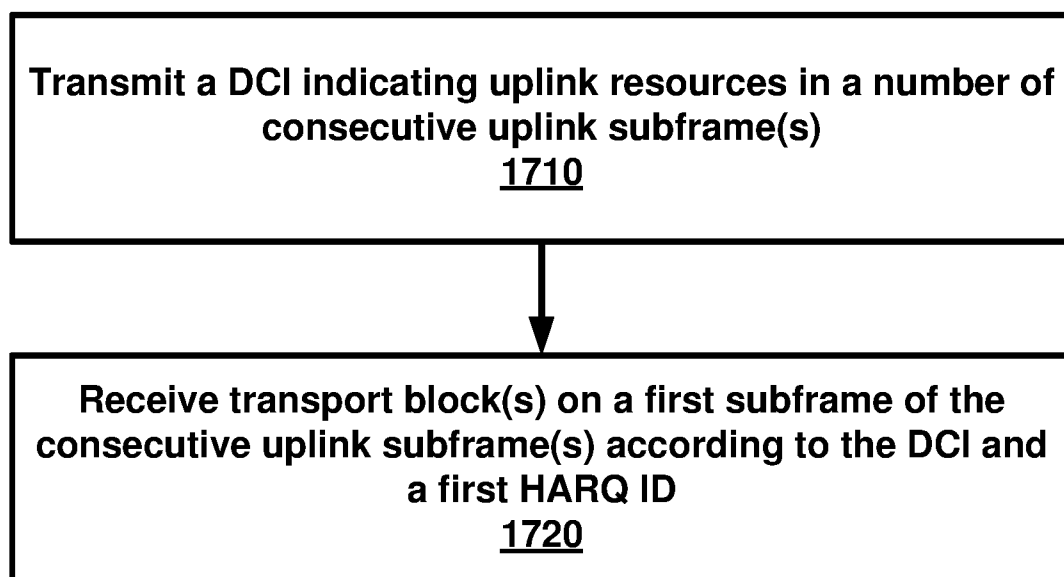 Transmit a DCI indicating uplink resources in a number of
consecutive uplink subframe(s)
1710
Receive transport block(s) on a first subframe of the
consecutive uplink subframe(s) according to the DCI and
a first HARQ ID
1720